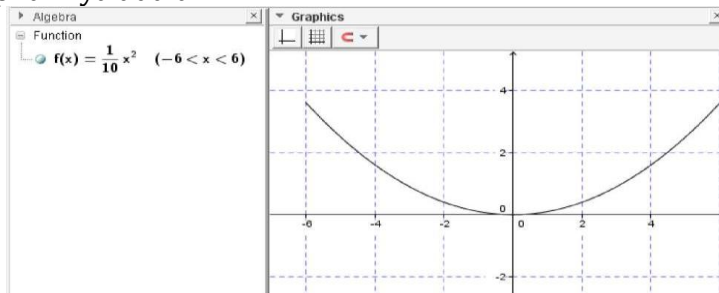 Algebra
Graphics
Function
f(x) = 1/10 x² (−6 < x < 6)
4
2
0
-6 -4 -2 0 2 4
-2